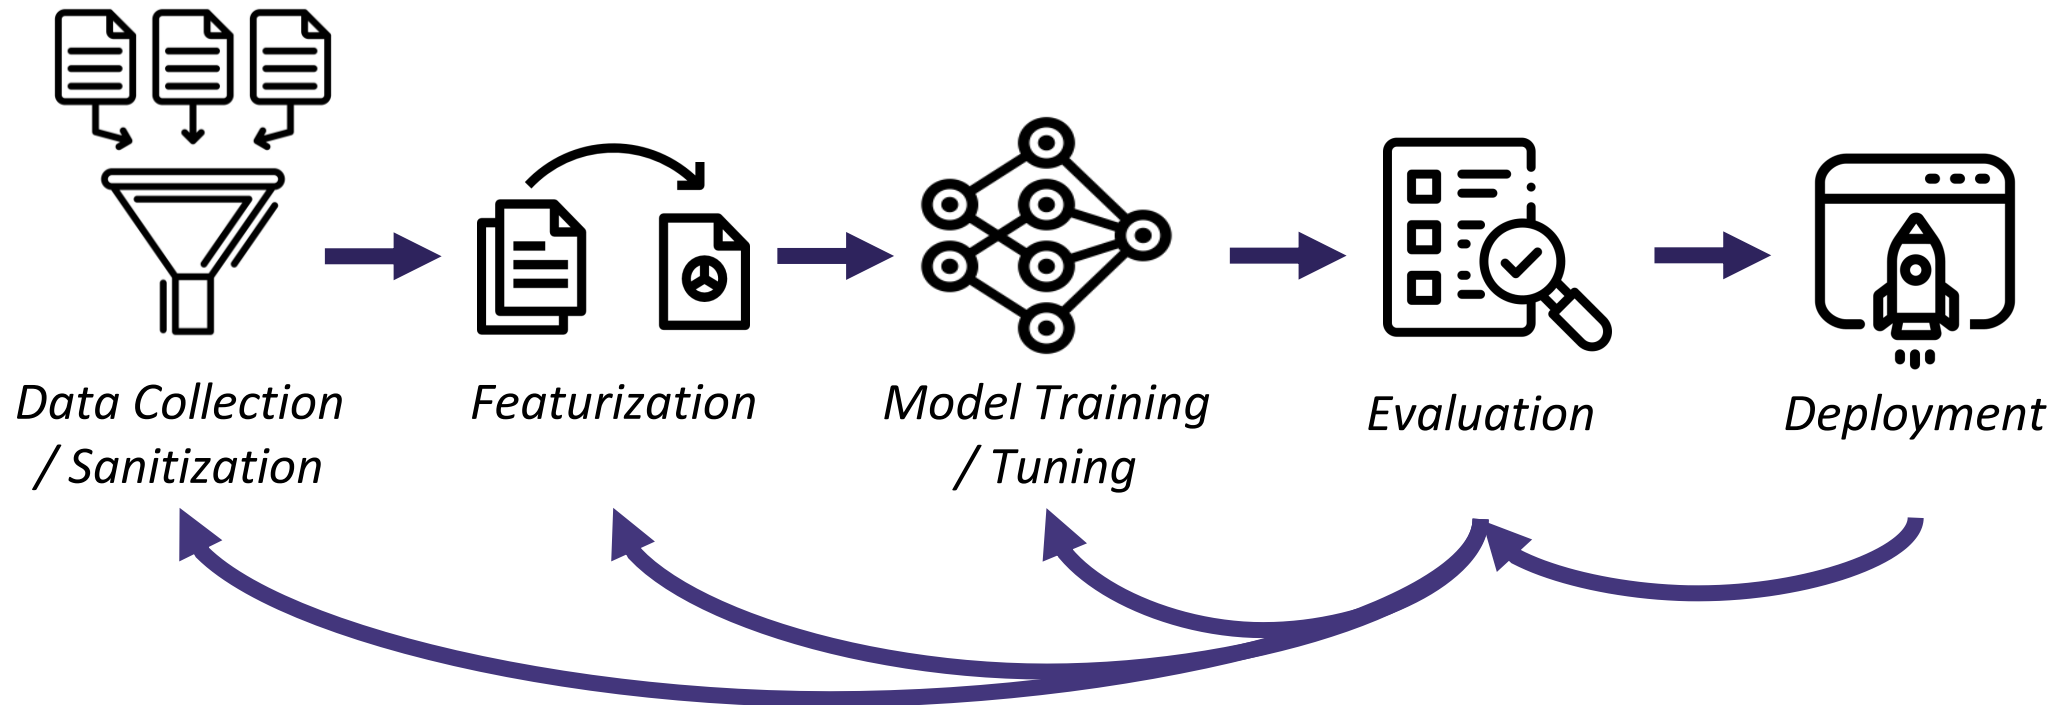 Data Collection
/ Sanitization
Featurization
Model Training
/ Tuning
Evaluation
Deployment